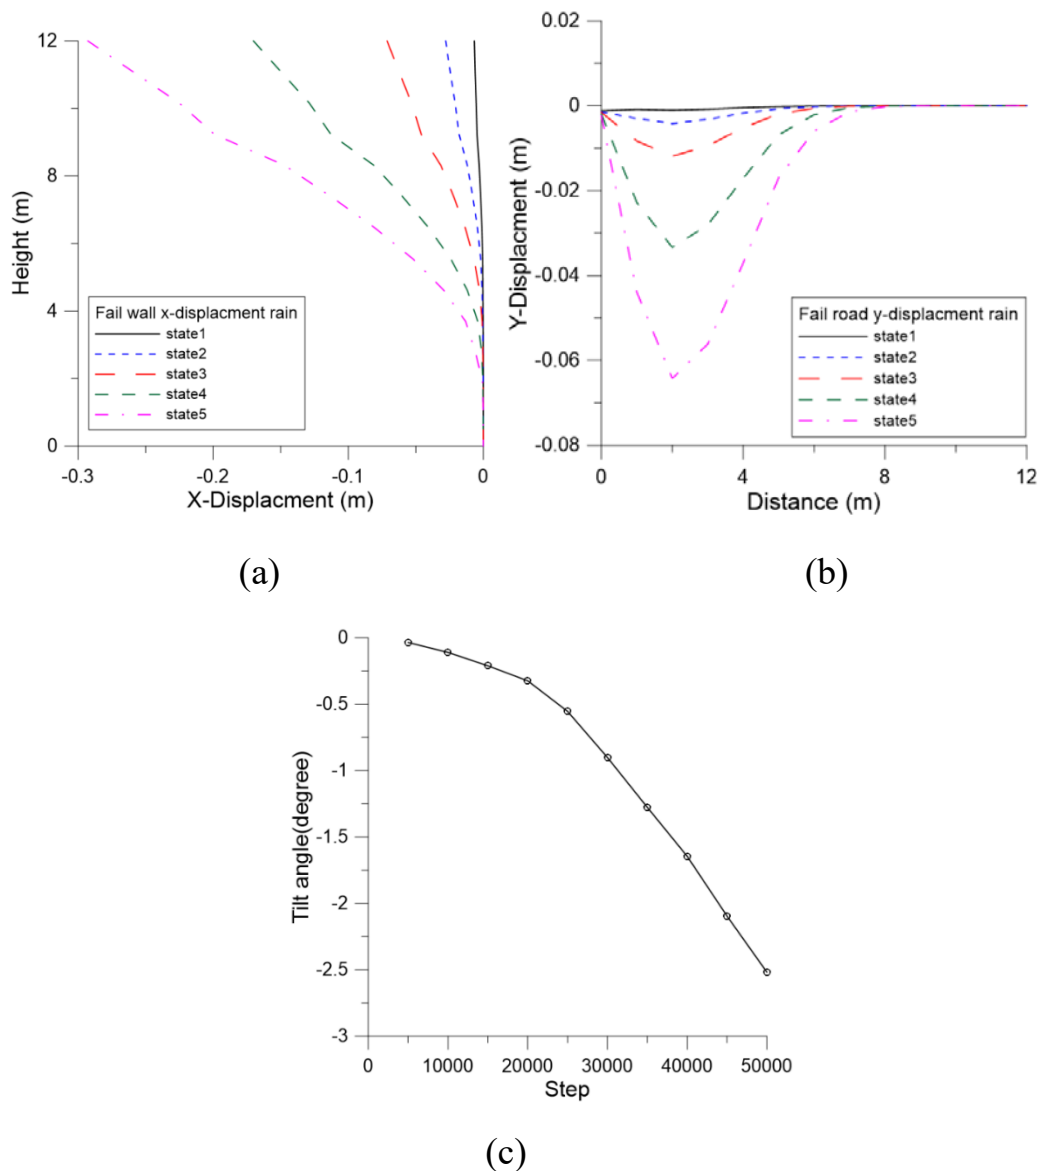 12
8
4
0
Height (m)
-0.3
-0.2
-0.1
0
X-Displacment (m)
Fail wall x-displacment rain
state1
state2
state3
state4
state5
(a)
0.02
0
-0.02
-0.04
-0.06
-0.08
Y-Displacment (m)
0
4
8
12
Distance (m)
Fail road y-displacment rain
state1
state2
state3
state4
state5
(b)
0
-0.5
-1
-1.5
-2
-2.5
-3
Tilt angle(degree)
0
10000
20000
30000
40000
50000
Step
(c)